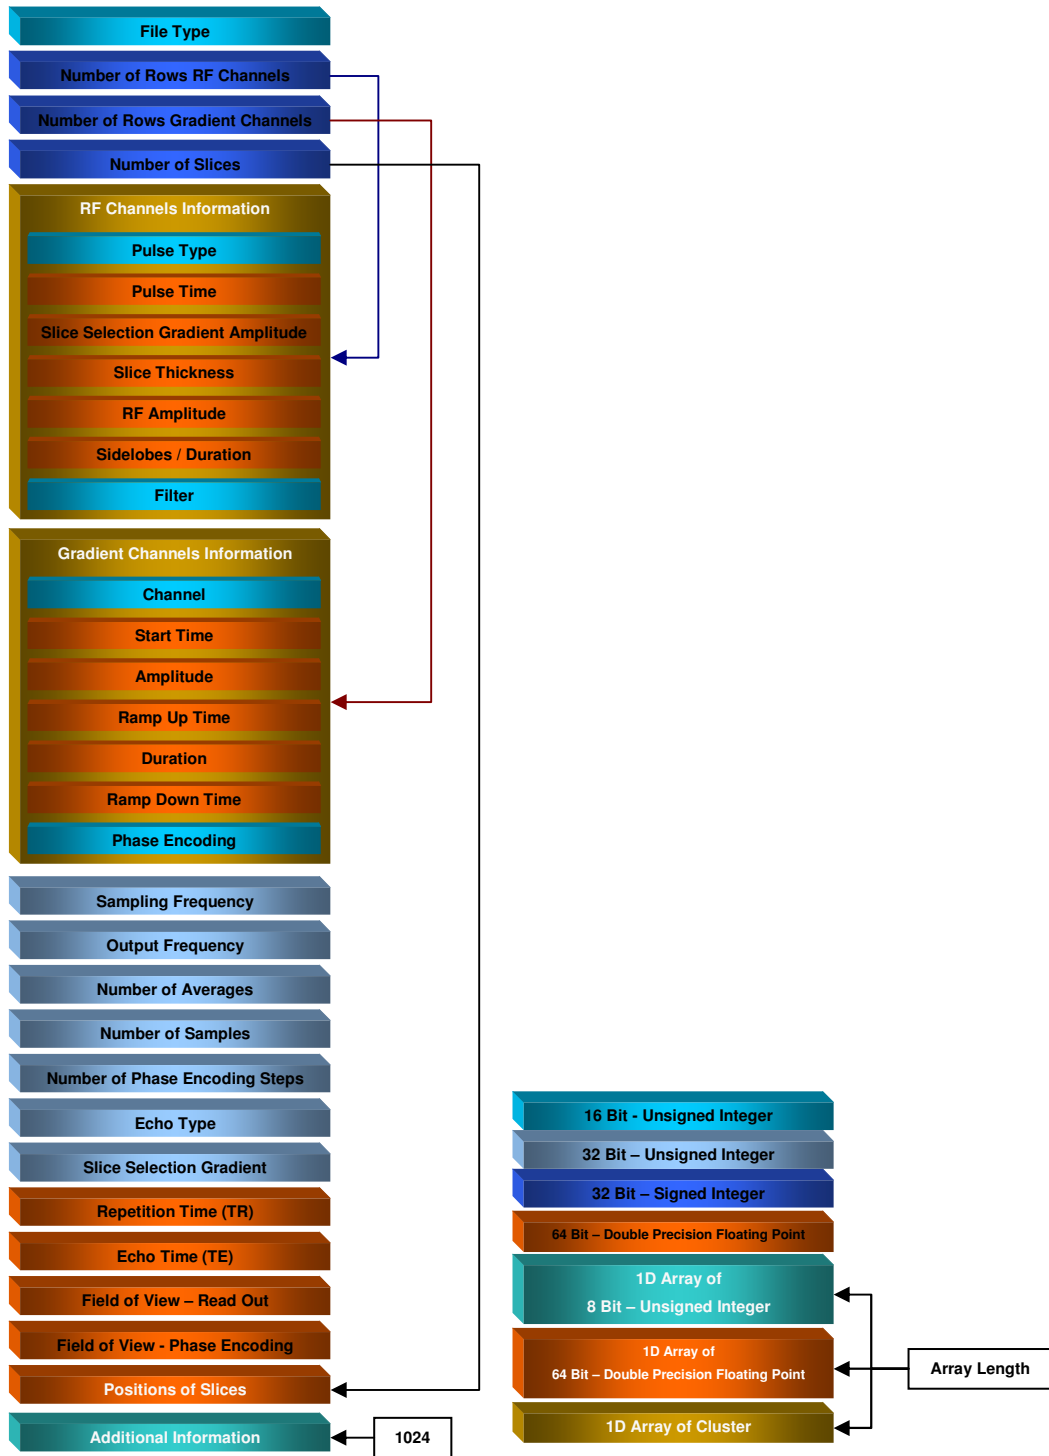 File Type
Number of Rows RF Channels
Number of Rows Gradient Channels
Number of Slices
RF Channels Information
Pulse Type
Pulse Time
Slice Selection Gradient Amplitude
Slice Thickness
RF Amplitude
Sidelobes / Duration
Filter
Gradient Channels Information
Channel
Start Time
Amplitude
Ramp Up Time
Duration
Ramp Down Time
Phase Encoding
Sampling Frequency
Output Frequency
Number of Averages
Number of Samples
Number of Phase Encoding Steps
Echo Type
Slice Selection Gradient
Repetition Time (TR)
Echo Time (TE)
Field of View – Read Out
Field of View - Phase Encoding
Positions of Slices
Additional Information
1024
16 Bit - Unsigned Integer
32 Bit – Unsigned Integer
32 Bit – Signed Integer
64 Bit – Double Precision Floating Point
1D Array of
8 Bit – Unsigned Integer
1D Array of
64 Bit – Double Precision Floating Point
1D Array of Cluster
Array Length